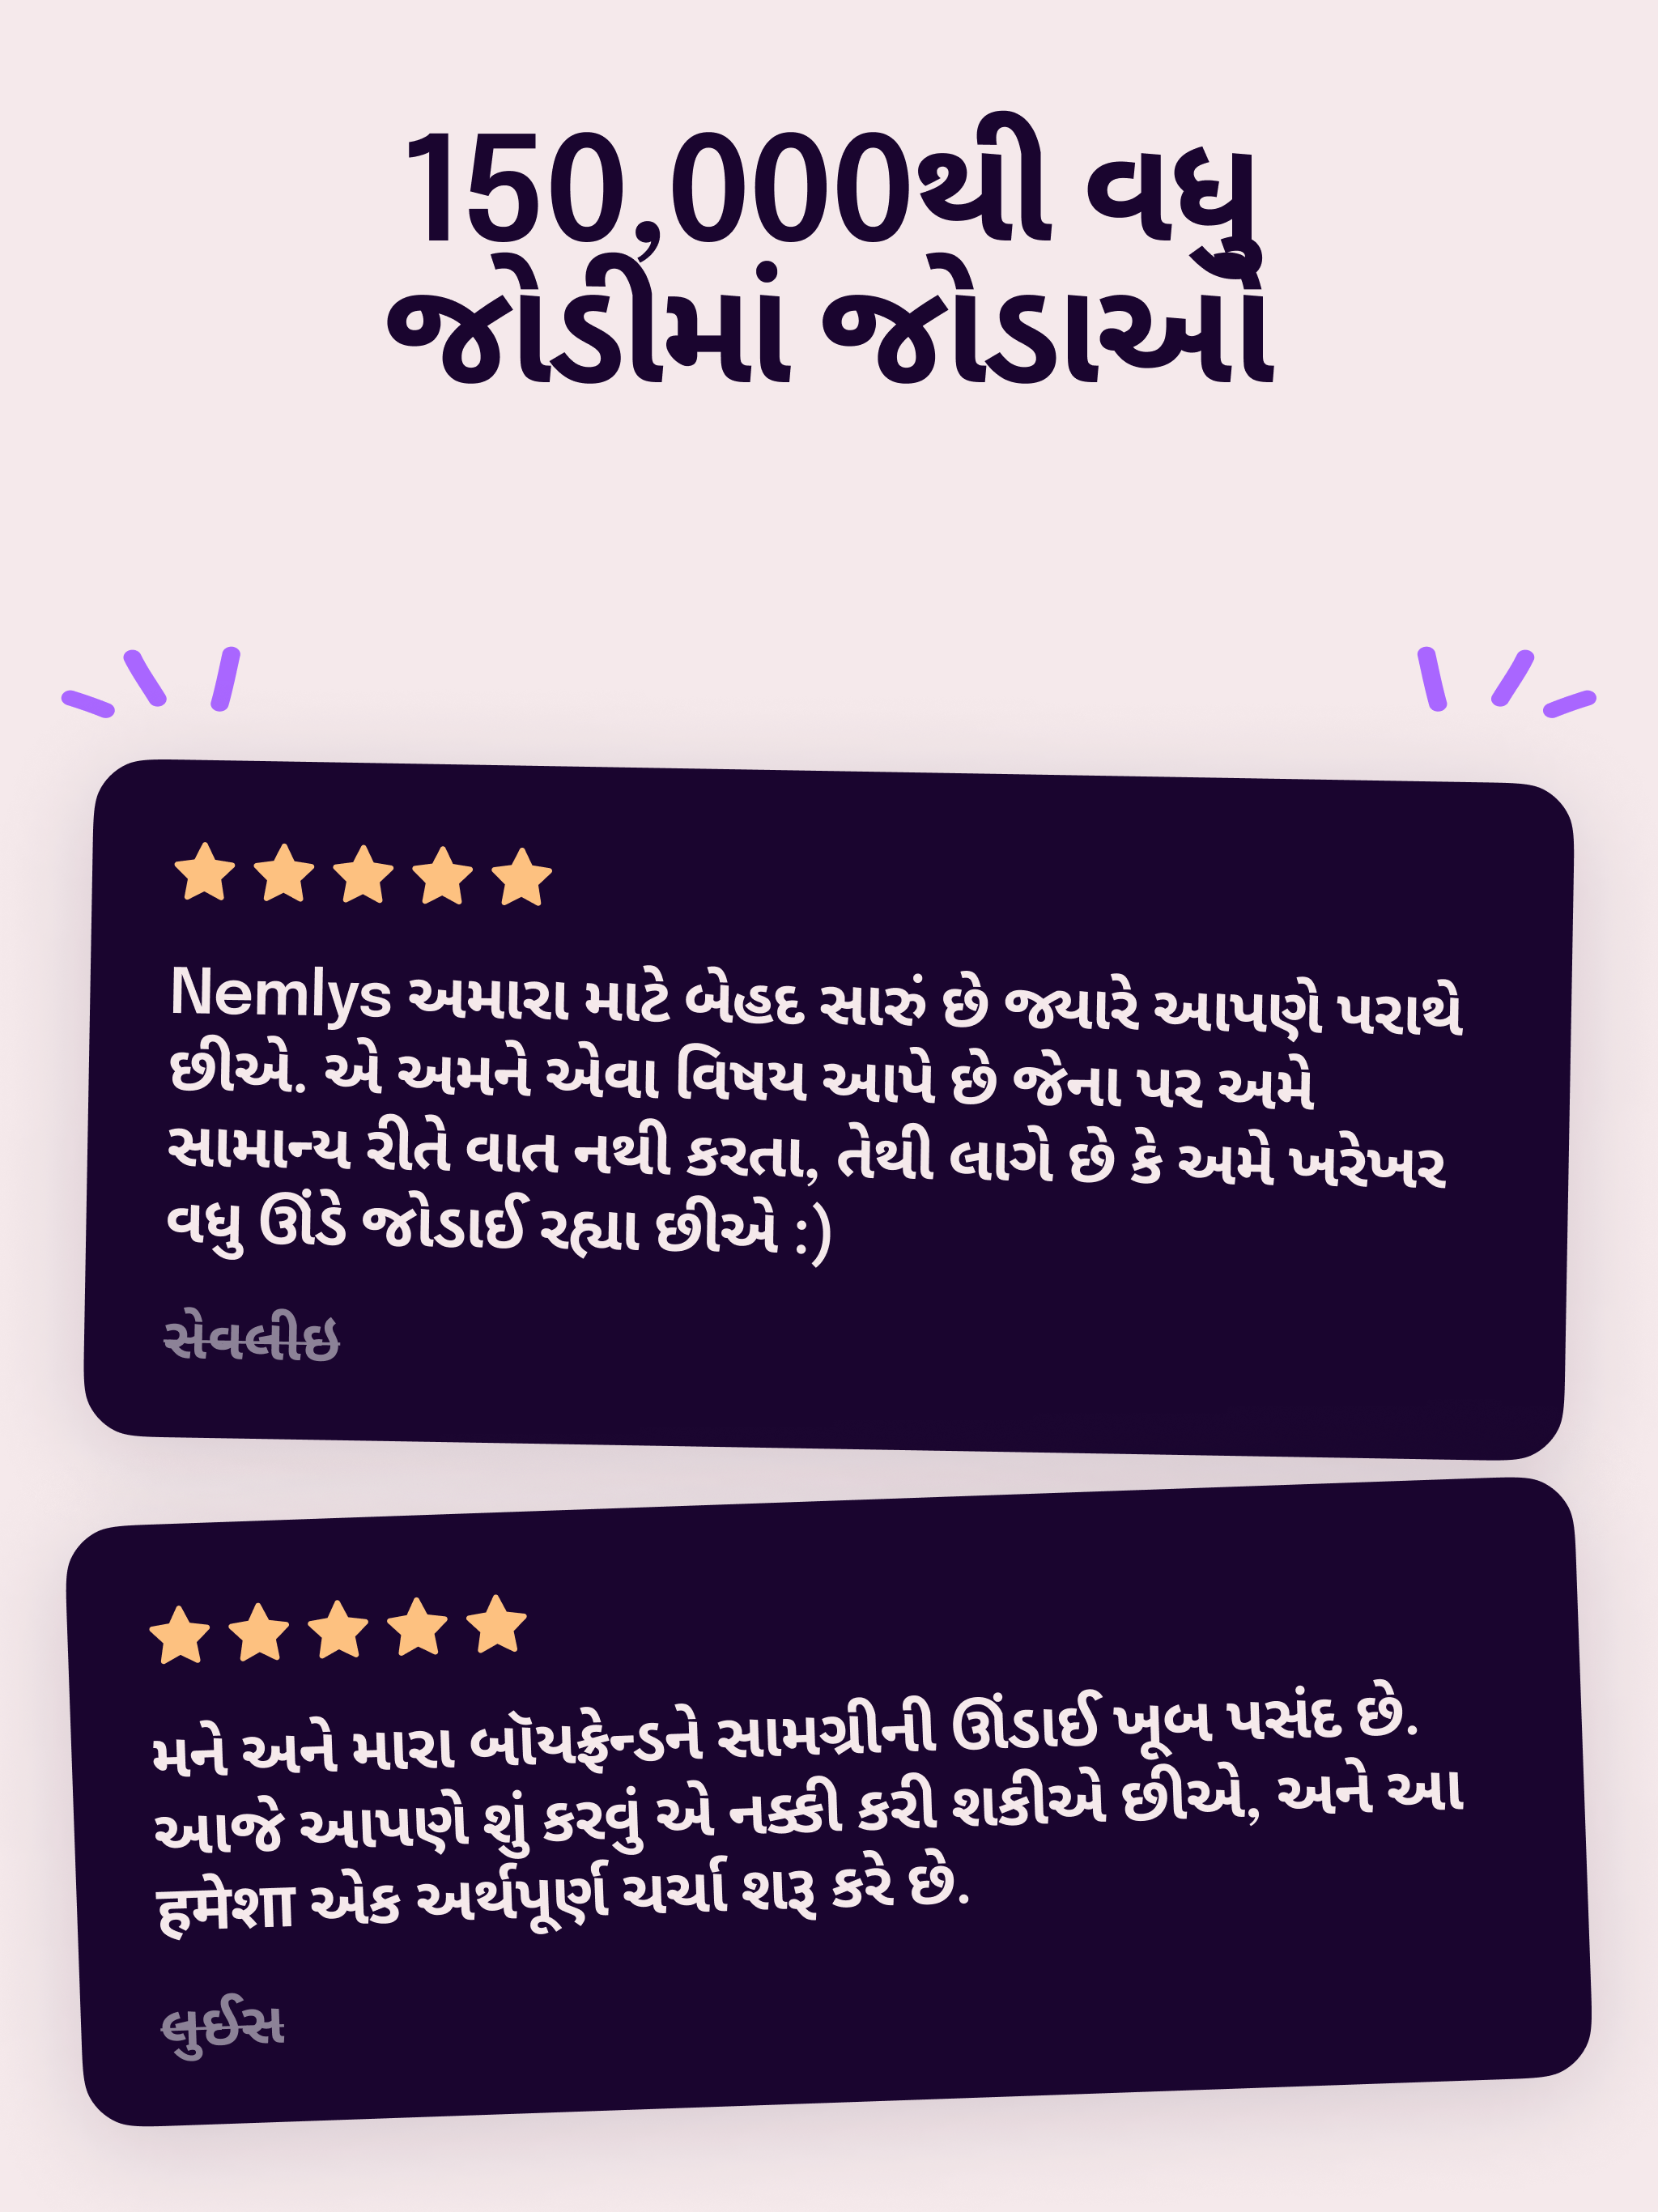 150,000થી વધુ
જોડીમાં જોડાઓ
Nemlys અમારા માટે બેહદ સારું છે જ્યારે આપણે પરાથે
છીએ. એ અમને એવા વિષય આપે છે જેના પર અમે
સામાન્ય રીતે વાત નથી કરતા, તેથી લાગે છે કે અમે ખરેખર
વધુ ઊંડે જોડાઈ રહ્યા છીએ :)
સેવલીઇ
મને અને મારા બૉયફ્રેન્ડને સામગ્રીની ઊંડાઈ ખૂબ પસંદ છે.
આજે આપણે શું કરવું એ નક્કી કરી શકીએ છીએ, અને આ
हमेशा એક અર્થપૂર્ણ ચર્ચા શરૂ કરે છે.
લુઈસ